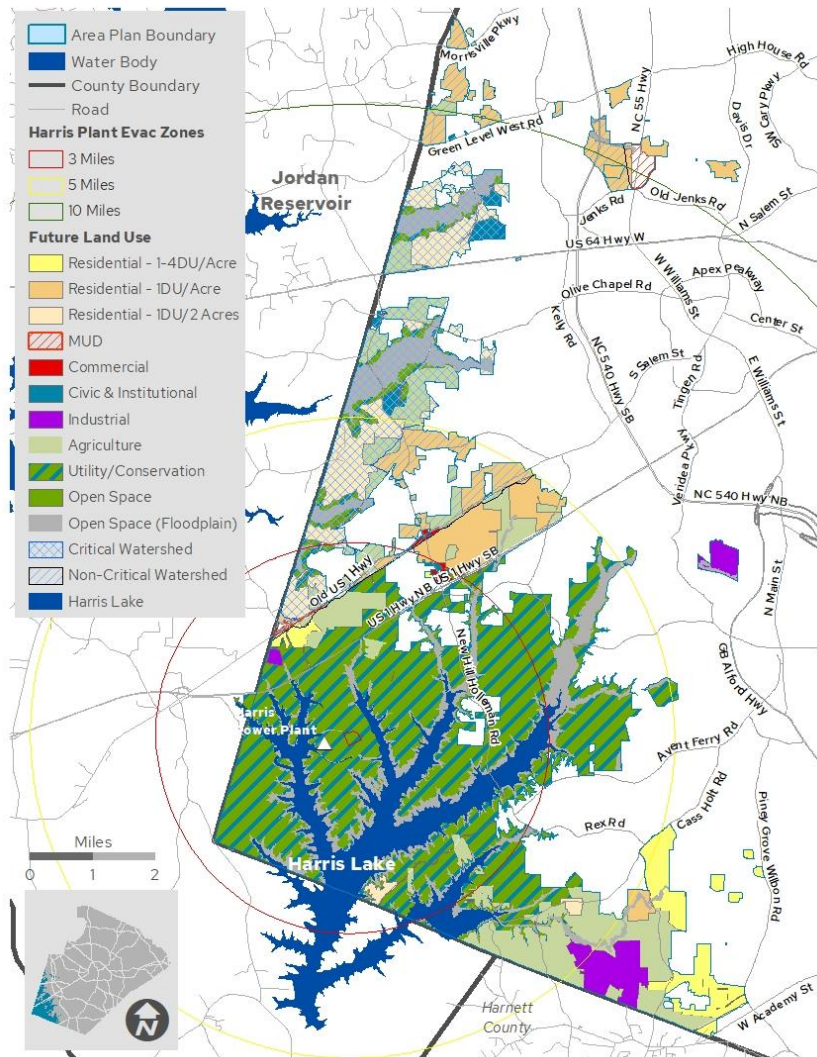 Area Plan Boundary
Water Body
County Boundary
Road
Harris Plant Evac Zones
3 Miles
5 Miles
10 Miles
Future Land Use
Residential - 1-4DU/Acre
Residential - 1DU/Acre
Residential - 1DU/2 Acres
MUD
Commercial
Civic & Institutional
Industrial
Agriculture
Utility/Conservation
Open Space
Open Space (Floodplain)
Critical Watershed
Non-Critical Watershed
Harris Lake
Morrisville Pkwy
High House Rd
NC 55 Hwy
Davis Dr
SW Cary Pkwy
Green Level West Rd
Jordan
Reservoir
Jenks Rd
Old Jenks Rd
N Salem St
US 64 Hwy W
W Williams St
Apex Peakway
Olive Chapel Rd
Kelly Rd
Center St
NC 540 Hwy SB
S Salem St
Tingen Rd
E Williams St
Veridea Pkwy
NC 540 Hwy NB
Old US 1 Hwy
US 1 Hwy NB
US 1 Hwy SB
N Main St
New Hill Holleman Rd
GB Alford Hwy
Harris
Power Plant
Avent Ferry Rd
Cass Holt Rd
Rex Rd
Piney Grove Wilbon Rd
Miles
0 1 2
Harris Lake
W Academy St
Harnett
County
N